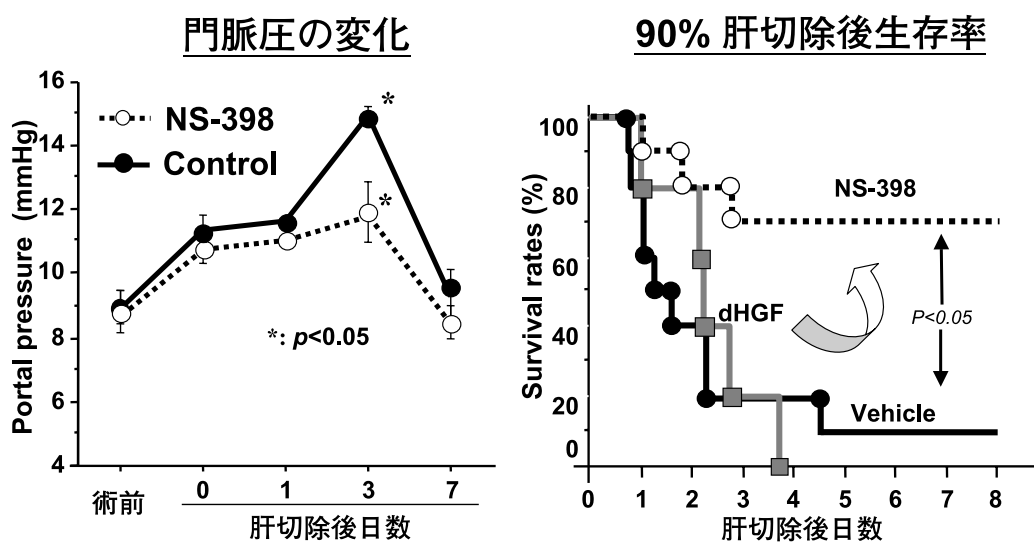 門脈圧の変化
16
14
12
10
8
6
4
Portal pressure (mmHg)
NS-398
Control
*
*
*: p<0.05
術前
0 1 3 7
肝切除後日数
90% 肝切除後生存率
100
80
60
40
20
0
Survival rates (%)
NS-398
dHGF
P<0.05
Vehicle
0 1 2 3 4 5 6 7 8
肝切除後日数